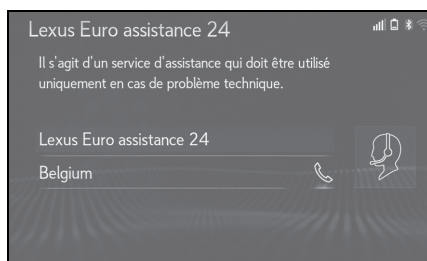 Lexus Euro assistance 24
Il s'agit d'un service d'assistance qui doit être utilisé
uniquement en cas de problème technique.
Lexus Euro assistance 24
Belgium